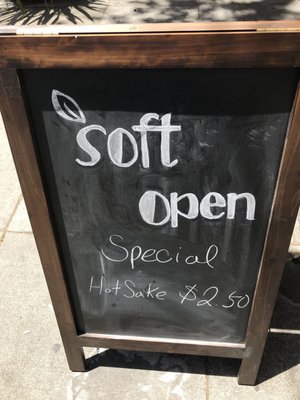 soft
open
Special
Hot Sake $2.50